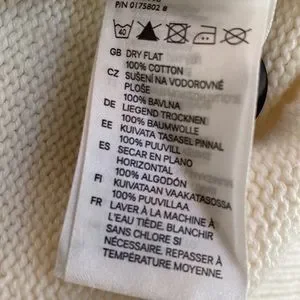 P/N 0175802 8
40
GB DRY FLAT
100% COTTON
CZ SUŠENÍ NA VODOROVNÉ
PLOŠE
100% BAVLNA
DE LIEGEND TROCKNEN
100% BAUMWOLLE
EE KUIVATA TASASEL PINNAL
100% PUUVILL
ES SECAR EN PLANO
HORIZONTAL
100% ALGODÓN
FI KUIVATAAN VAAKATASOSSA
100% PUUVILLAA
FR LAVER À LA MACHINE À
L'EAU TIÈDE. BLANCHIR
SANS CHLORE SI
NÉCESSAIRE. REPASSER À
TEMPÉRATURE MOYENNE.